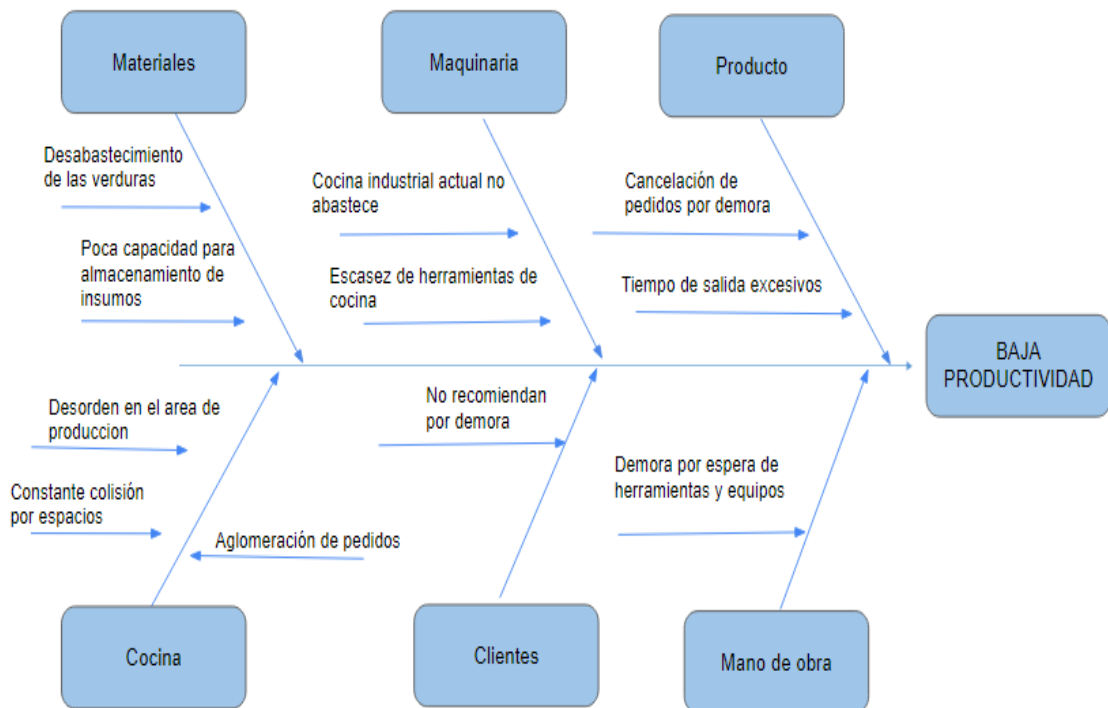 Materiales
Maquinaria
Producto
Desabastecimiento
de las verduras
Cocina industrial actual no
abastece
Cancelación de
pedidos por demora
Poca capacidad para
almacenamiento de
insumos
Escasez de herramientas de
cocina
Tiempo de salida excesivos
BAJA
PRODUCTIVIDAD
Desorden en el area de
produccion
No recomiendan
por demora
Demora por espera de
herramientas y equipos
Constante colisión
por espacios
Aglomeración de pedidos
Cocina
Clientes
Mano de obra